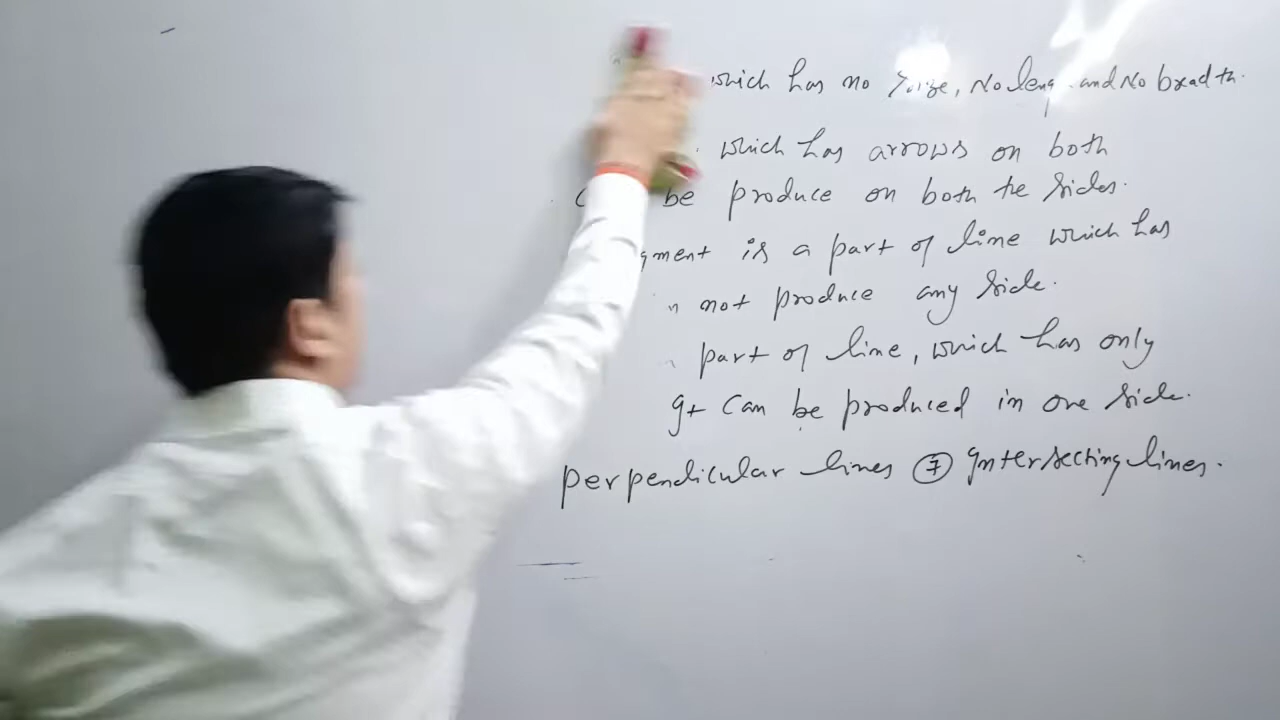 which has no size, No leng and No breadth.
which has arrows on both
be produce on both the sides.
gment is a part of line which has
not produce any side.
part of line, which has only
It can be produced in one side.
perpendicular lines ⑦ Intersecting lines.